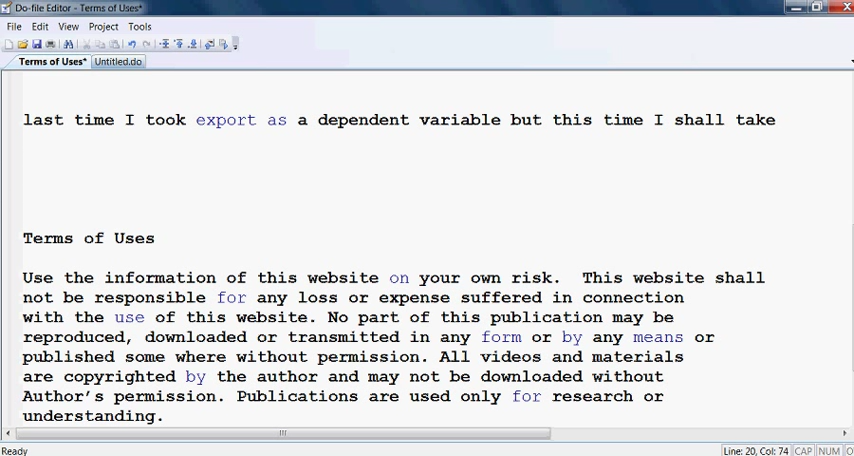 Do-file Editor - Terms of Uses*
File Edit View Project Tools
Terms of Uses* Untitled.do
last time I took export as a dependent variable but this time I shall take
Terms of Uses
Use the information of this website on your own risk.  This website shall
not be responsible for any loss or expense suffered in connection
with the use of this website. No part of this publication may be
reproduced, downloaded or transmitted in any form or by any means or
published some where without permission. All videos and materials
are copyrighted by the author and may not be downloaded without
Author's permission. Publications are used only for research or
understanding.
Ready Line: 20, Col: 74 CAP NUM O